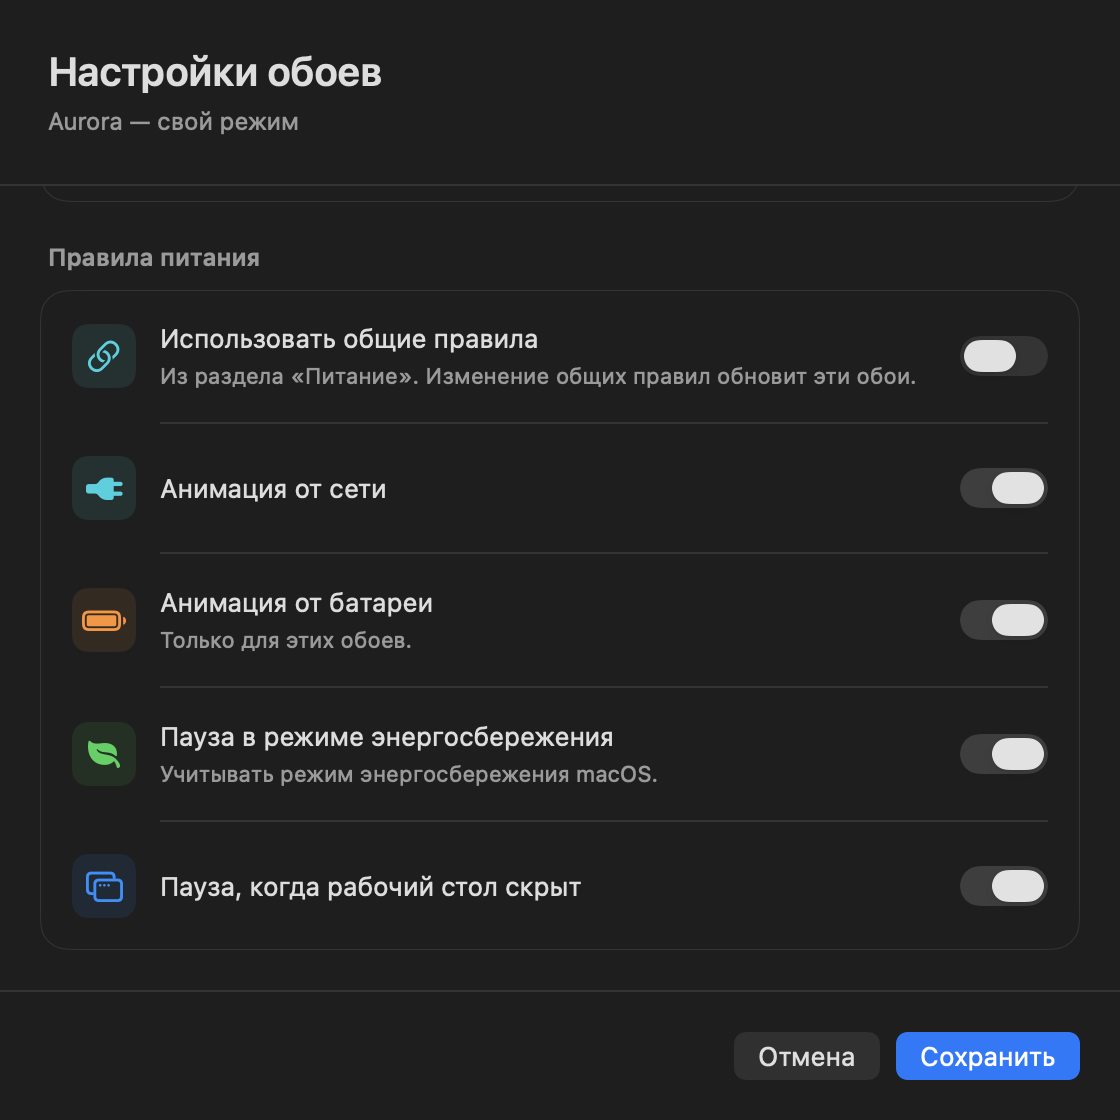 Настройки обоев
Aurora — свой режим
Правила питания
Использовать общие правила
Из раздела «Питание». Изменение общих правил обновит эти обои.
Анимация от сети
Анимация от батареи
Только для этих обоев.
Пауза в режиме энергосбережения
Учитывать режим энергосбережения macOS.
Пауза, когда рабочий стол скрыт
Отмена
Сохранить